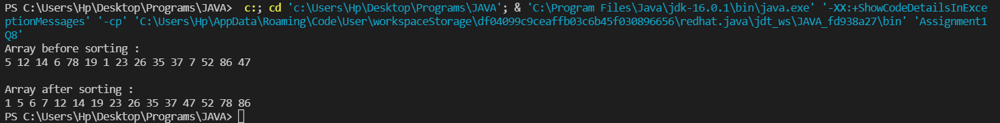 PS C:\Users\Hp\Desktop\Programs\JAVA>  c:; cd 'c:\Users\Hp\Desktop\Programs\JAVA'; & 'C:\Program Files\Java\jdk-16.0.1\bin\java.exe' '-XX:+ShowCodeDetailsInExce
ptionMessages' '-cp' 'C:\Users\Hp\AppData\Roaming\Code\User\workspaceStorage\df04099c9ceaffb03c6b45f030896656\redhat.java\jdt_ws\JAVA_fd938a27\bin' 'Assignment1
Q8'
Array before sorting :
5 12 14 6 78 19 1 23 26 35 37 7 52 86 47

Array after sorting :
1 5 6 7 12 14 19 23 26 35 37 47 52 78 86
PS C:\Users\Hp\Desktop\Programs\JAVA>